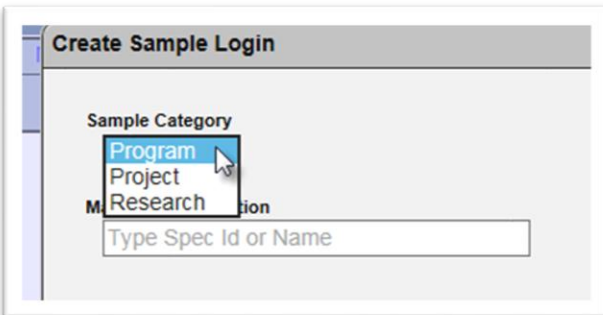 Create Sample Login
Sample Category
Program
Project
Research
Type Spec Id or Name